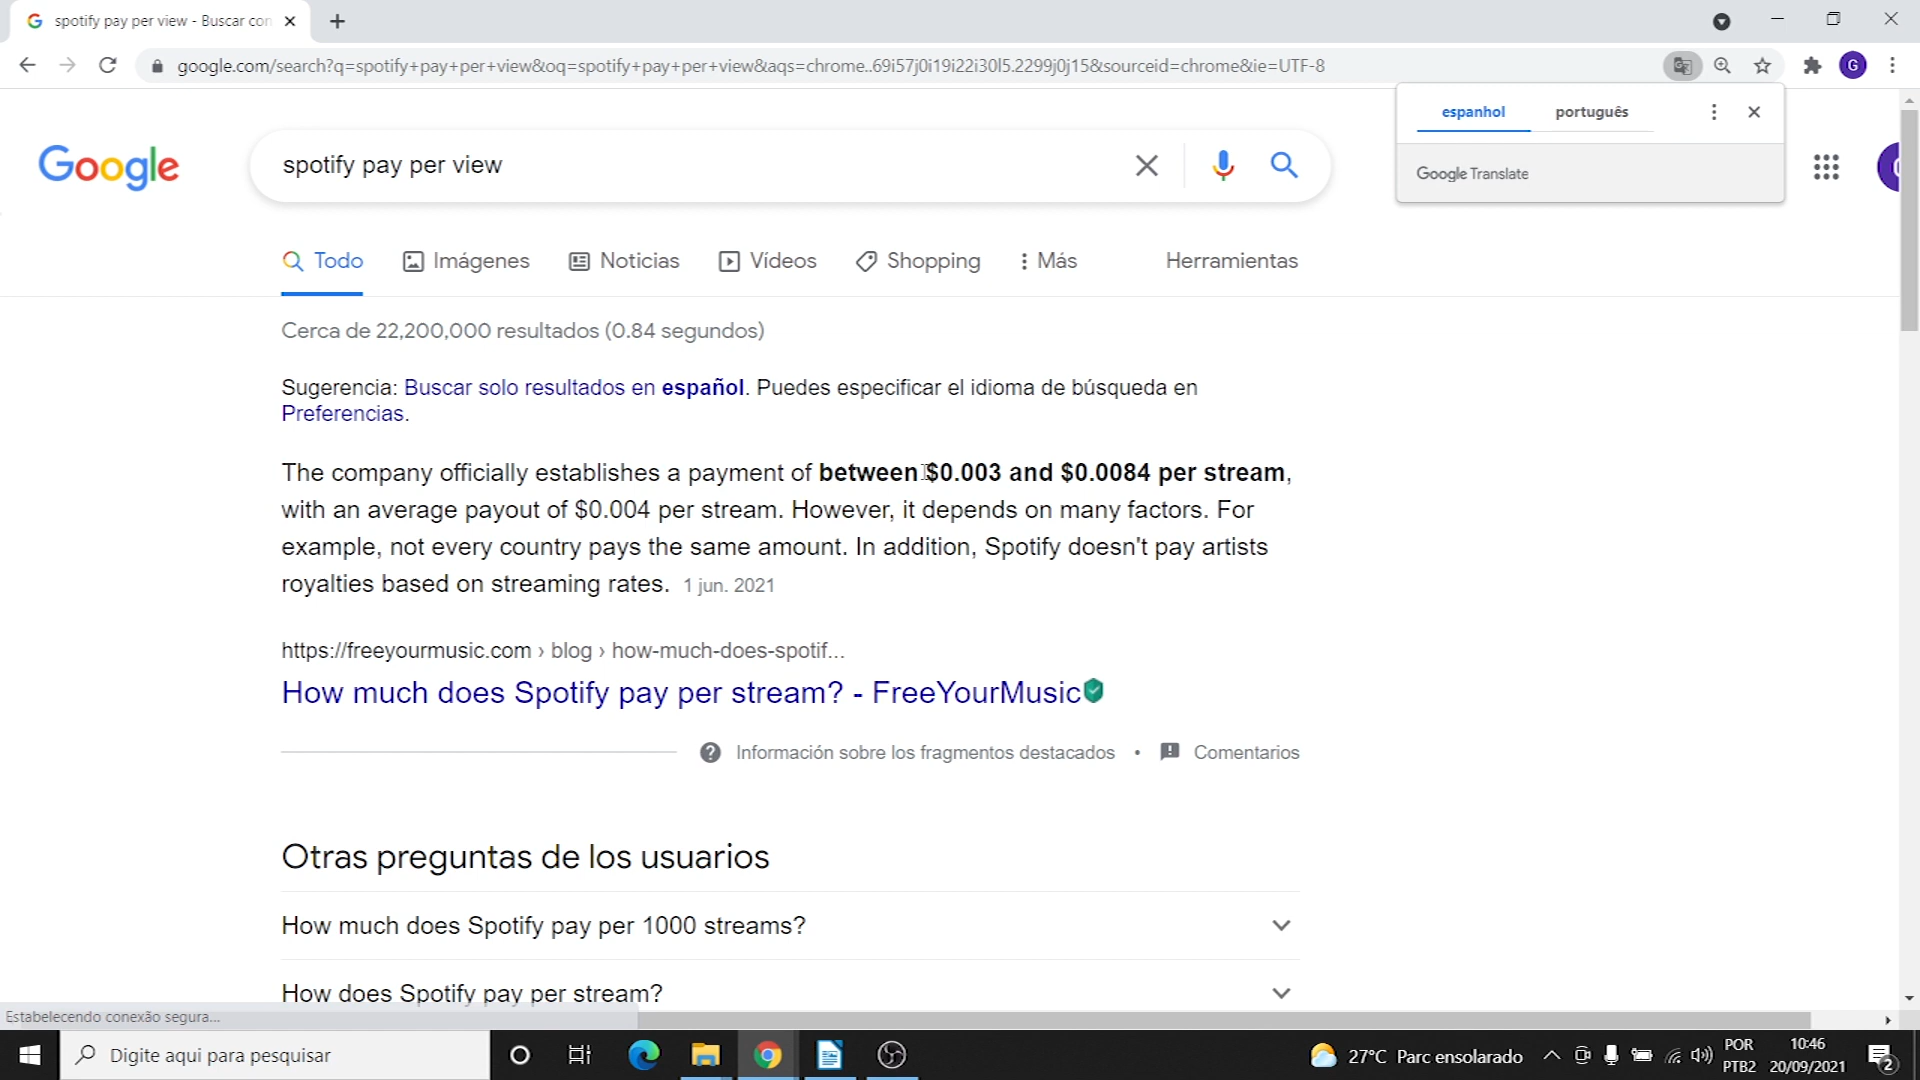 spotify pay per view - Buscar con
google.com/search?q=spotify+pay+per+view&oq=spotify+pay+per+view&aqs=chrome..69i57j0i19i22i30l5.2299j0j15&sourceid=chrome&ie=UTF-8
G
espanhol português
Google Translate
Google
spotify pay per view
Todo Imágenes Noticias Vídeos Shopping Más Herramientas
Cerca de 22,200,000 resultados (0.84 segundos)
Sugerencia: Buscar solo resultados en español. Puedes especificar el idioma de búsqueda en
Preferencias.
The company officially establishes a payment of between $0.003 and $0.0084 per stream,
with an average payout of $0.004 per stream. However, it depends on many factors. For
example, not every country pays the same amount. In addition, Spotify doesn't pay artists
royalties based on streaming rates. 1 jun. 2021
https://freeyourmusic.com › blog › how-much-does-spotif...
How much does Spotify pay per stream? - FreeYourMusic
Información sobre los fragmentos destacados • Comentarios
Otras preguntas de los usuarios
How much does Spotify pay per 1000 streams?
How does Spotify pay per stream?
Estabelecendo conexão segura...
Digite aqui para pesquisar
27°C Parc ensolarado
POR
PTB2
10:46
20/09/2021
2